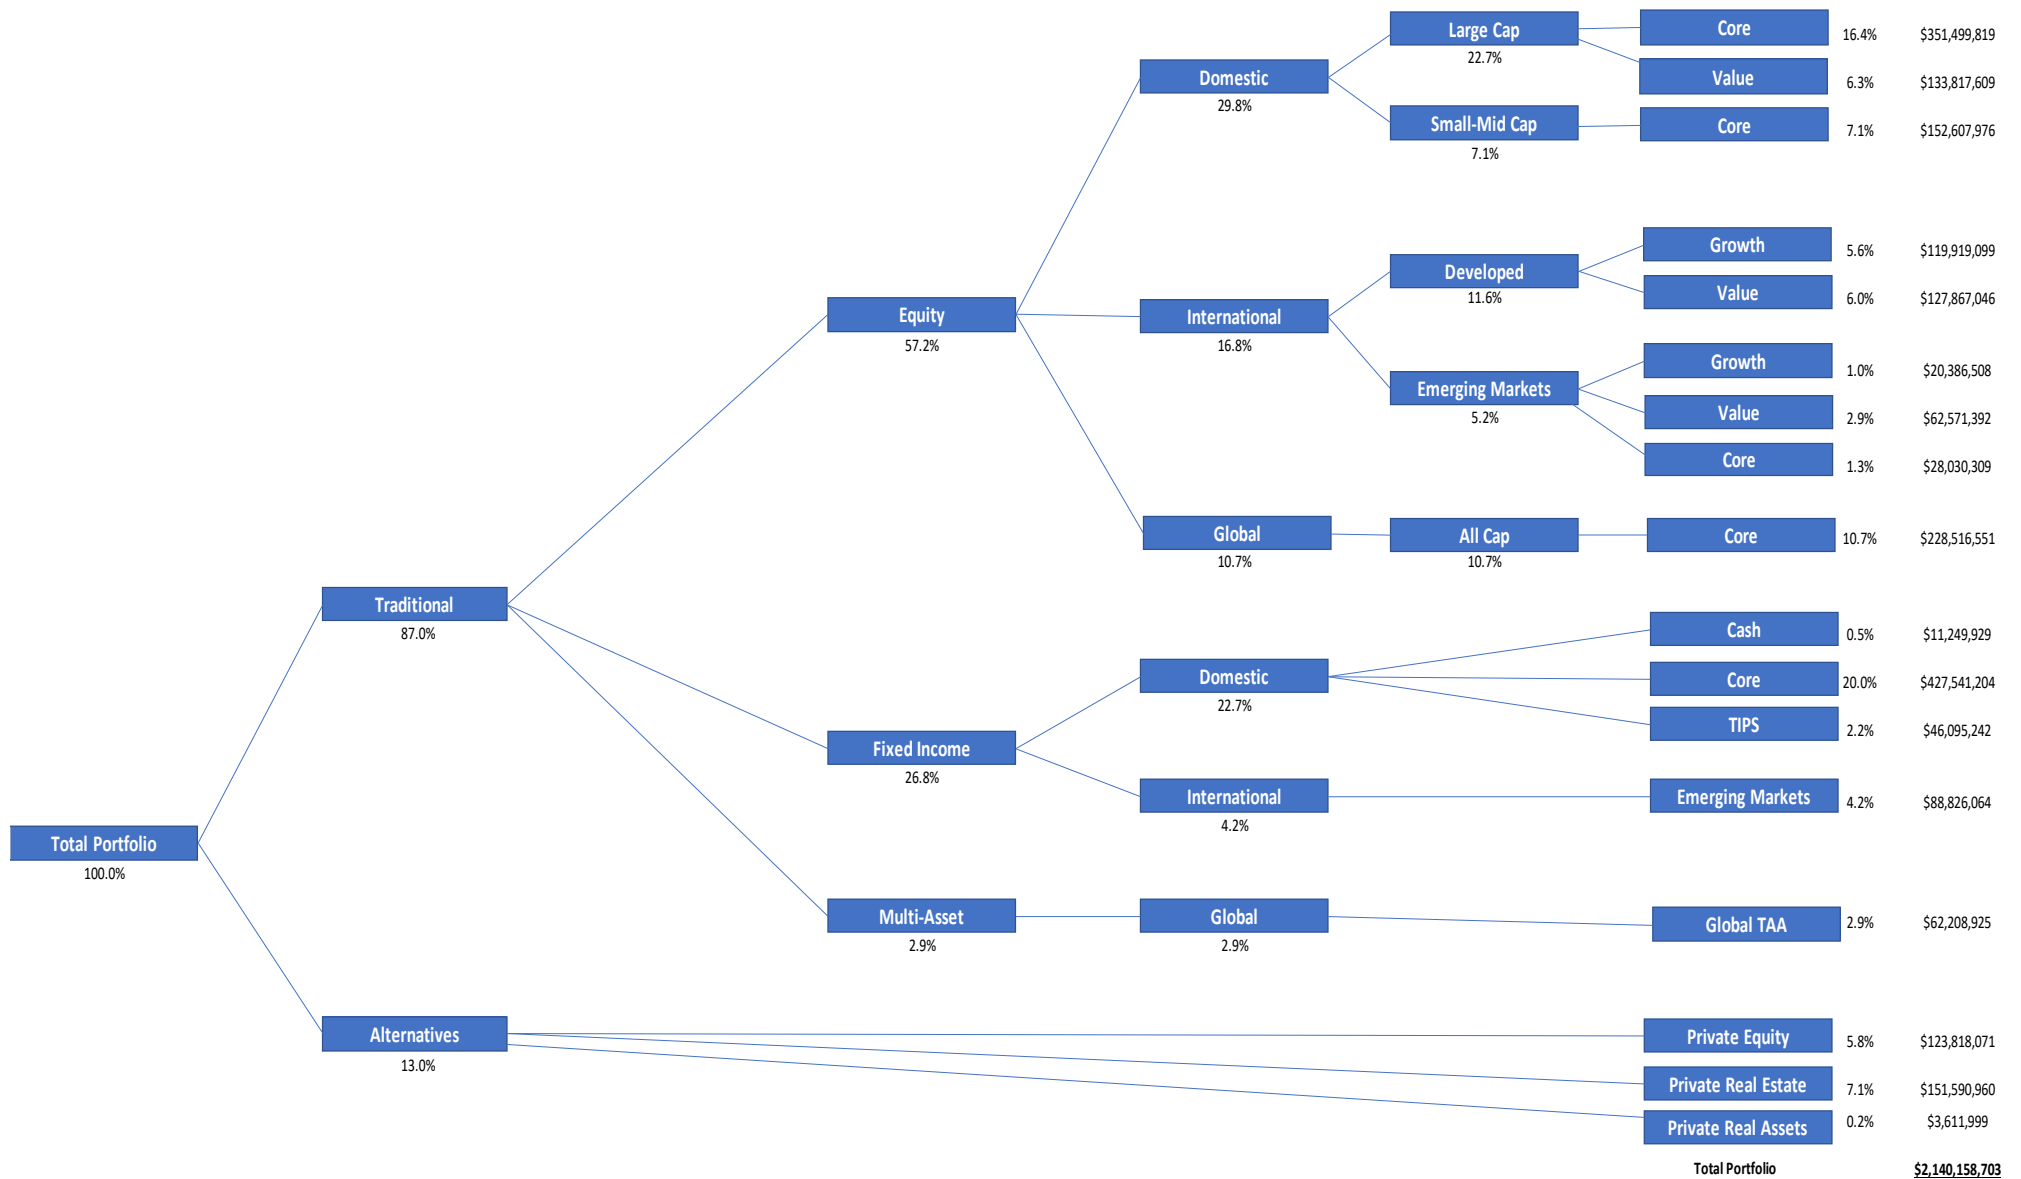 Large Cap
22.7%
Core
16.4%
$351,499,819
Value
6.3%
$133,817,609
Domestic
29.8%
Small-Mid Cap
7.1%
Core
7.1%
$152,607,976
Growth
5.6%
$119,919,099
Developed
11.6%
Value
6.0%
$127,867,046
Equity
57.2%
International
16.8%
Growth
1.0%
$20,386,508
Emerging Markets
5.2%
Value
2.9%
$62,571,392
Core
1.3%
$28,030,309
Global
10.7%
All Cap
10.7%
Core
10.7%
$228,516,551
Traditional
87.0%
Cash
0.5%
$11,249,929
Domestic
22.7%
Core
20.0%
$427,541,204
TIPS
2.2%
$46,095,242
Fixed Income
26.8%
International
4.2%
Emerging Markets
4.2%
$88,826,064
Total Portfolio
100.0%
Multi-Asset
2.9%
Global
2.9%
Global TAA
2.9%
$62,208,925
Alternatives
13.0%
Private Equity
5.8%
$123,818,071
Private Real Estate
7.1%
$151,590,960
Private Real Assets
0.2%
$3,611,999
Total Portfolio
$2,140,158,703